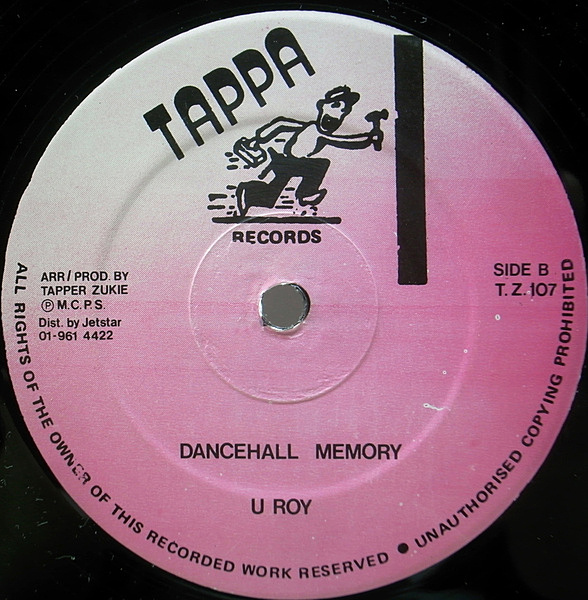 TAPPA
RECORDS
ARR / PROD. BY
TAPPER ZUKIE
Ⓟ M.C.P.S.
Dist. by Jetstar
01-961 4422
SIDE B
T. Z. 107
DANCEHALL MEMORY
U ROY
ALL RIGHTS OF THE OWNER OF THIS RECORDED WORK RESERVED ● UNAUTHORISED COPYING PROHIBITED